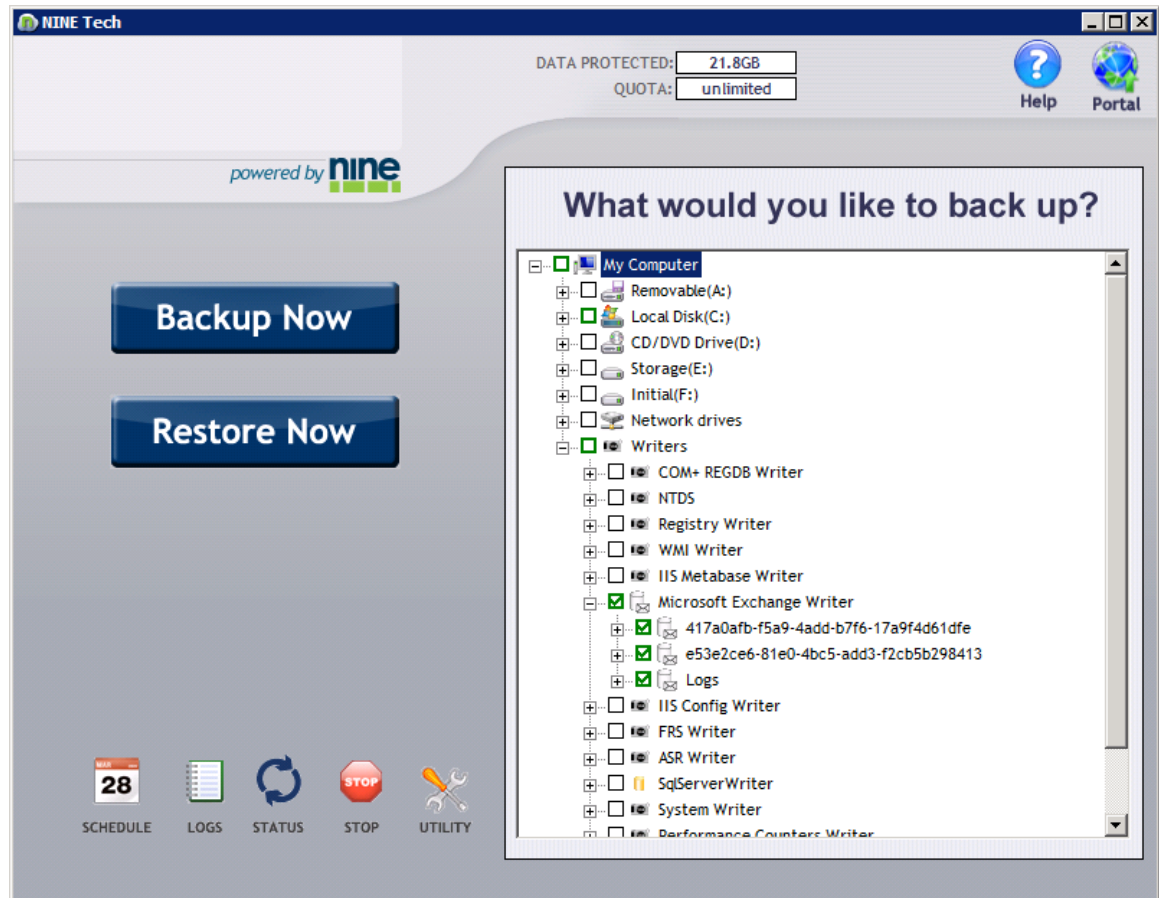 NINE Tech
DATA PROTECTED: 21.8GB
QUOTA: unlimited
Help
Portal
powered by nine
What would you like to back up?
My Computer
Removable(A:)
Local Disk(C:)
CD/DVD Drive(D:)
Storage(E:)
Initial(F:)
Network drives
Writers
COM+ REGDB Writer
NTDS
Registry Writer
WMI Writer
IIS Metabase Writer
Microsoft Exchange Writer
417a0afb-f5a9-4add-b7f6-17a9f4d61dfe
e53e2ce6-81e0-4bc5-add3-f2cb5b298413
Logs
IIS Config Writer
FRS Writer
ASR Writer
SqlServerWriter
System Writer
Performance Counters Writer
Backup Now
Restore Now
MAR
28
STOP
SCHEDULE LOGS STATUS STOP UTILITY